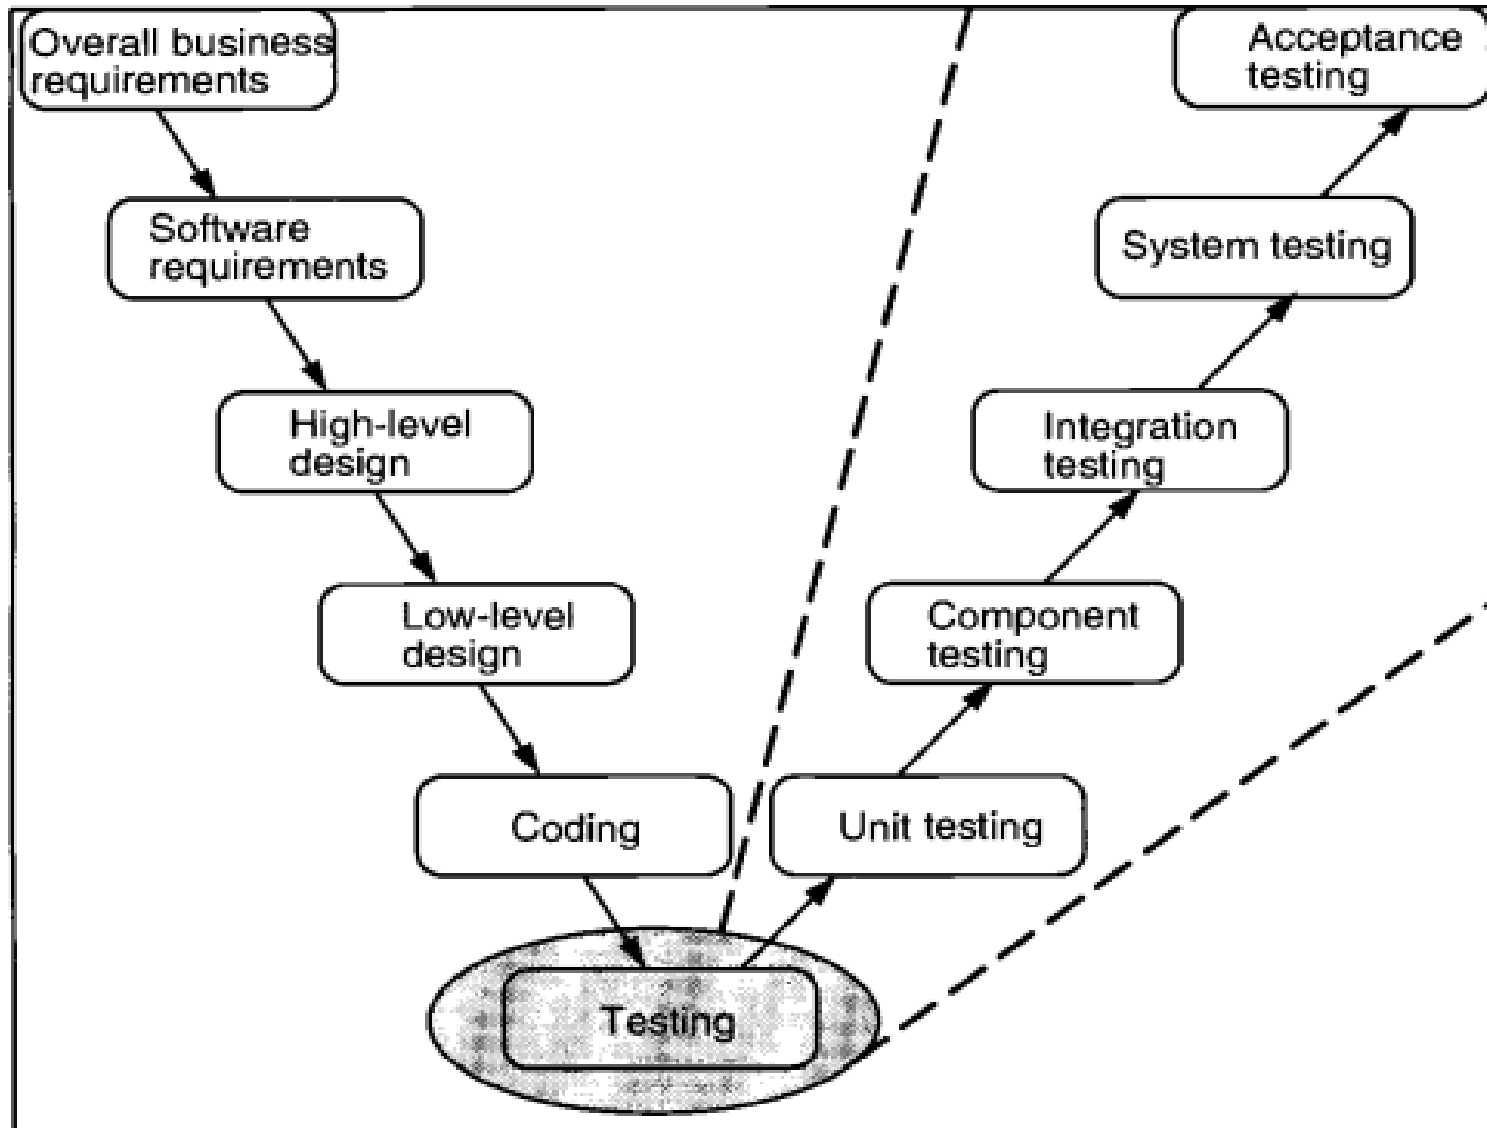 Overall business
requirements
Software
requirements
High-level
design
Low-level
design
Coding
Testing
Unit testing
Component
testing
Integration
testing
System testing
Acceptance
testing